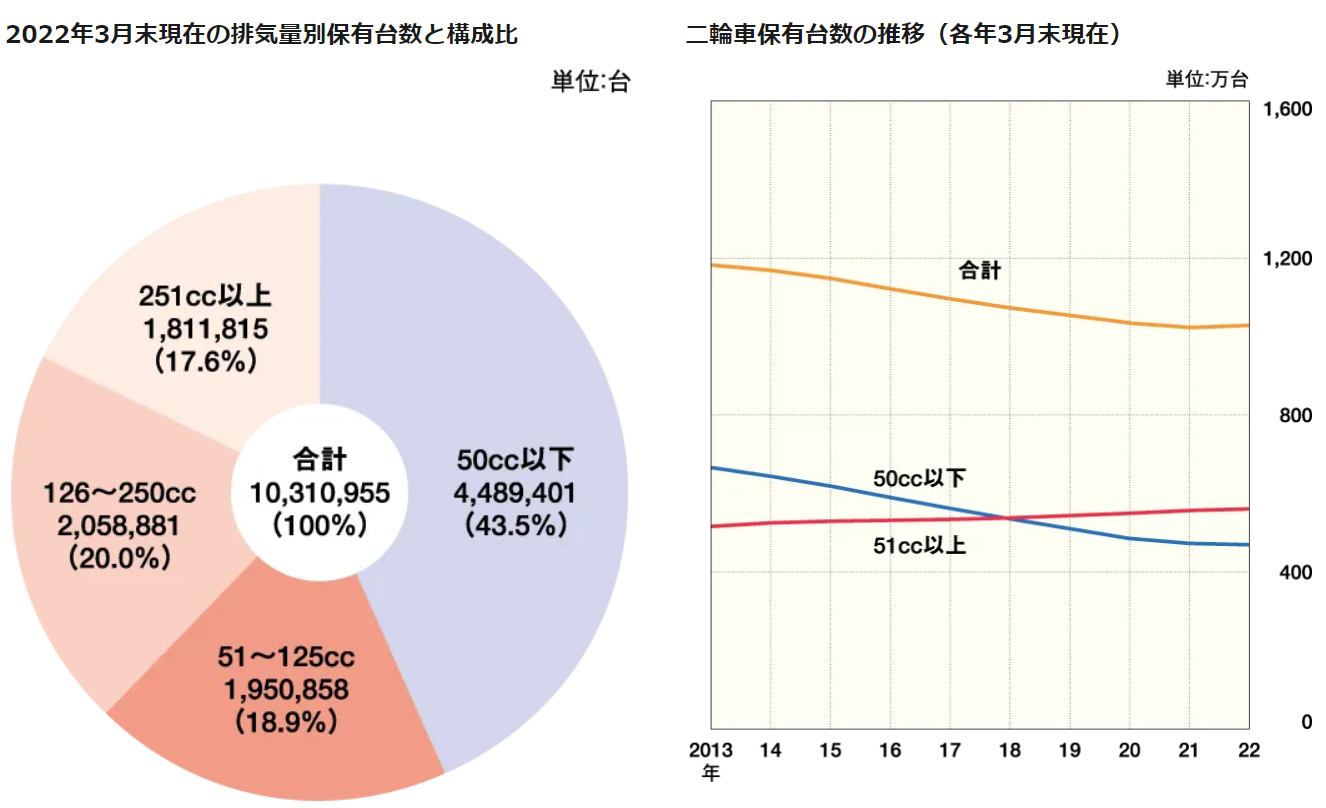 2022年3月末現在の排気量別保有台数と構成比
単位:台
251cc以上
1,811,815
（17.6%）
126～250cc
2,058,881
（20.0%）
合計
10,310,955
（100%）
50cc以下
4,489,401
（43.5%）
51～125cc
1,950,858
（18.9%）
二輪車保有台数の推移（各年3月末現在）
単位:万台
1,600
1,200
800
400
0
合計
50cc以下
51cc以上
2013 14 15 16 17 18 19 20 21 22
年